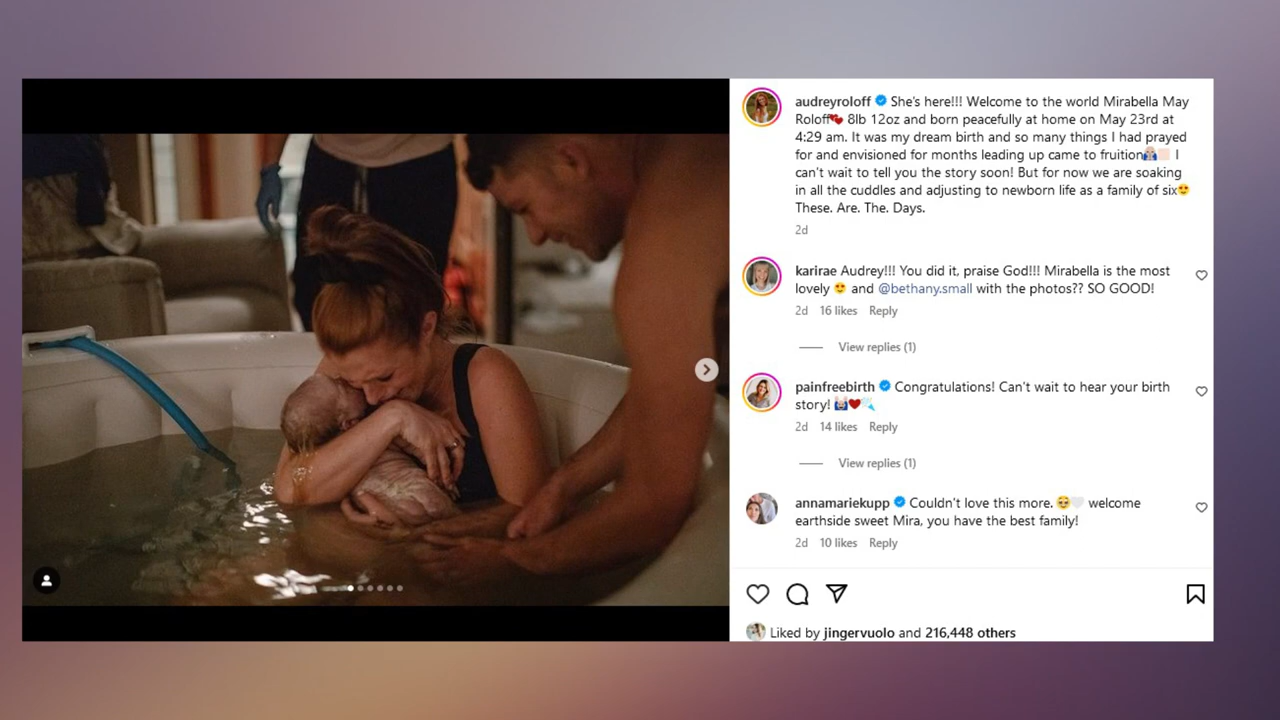 audreyroloff She's here!!! Welcome to the world Mirabella May
Roloff 8lb 12oz and born peacefully at home on May 23rd at
4:29 am. It was my dream birth and so many things I had prayed
for and envisioned for months leading up came to fruition I
can't wait to tell you the story soon! But for now we are soaking
in all the cuddles and adjusting to newborn life as a family of six😍
These. Are. The. Days.
2d
karirae Audrey!!! You did it, praise God!!! Mirabella is the most
lovely 😍 and @bethany.small with the photos?? SO GOOD!
2d 16 likes Reply
View replies (1)
painfreebirth Congratulations! Can't wait to hear your birth
story!
2d 14 likes Reply
View replies (1)
annamariekupp Couldn't love this more. welcome
earthside sweet Mira, you have the best family!
2d 10 likes Reply
Liked by jingervuolo and 216,448 others